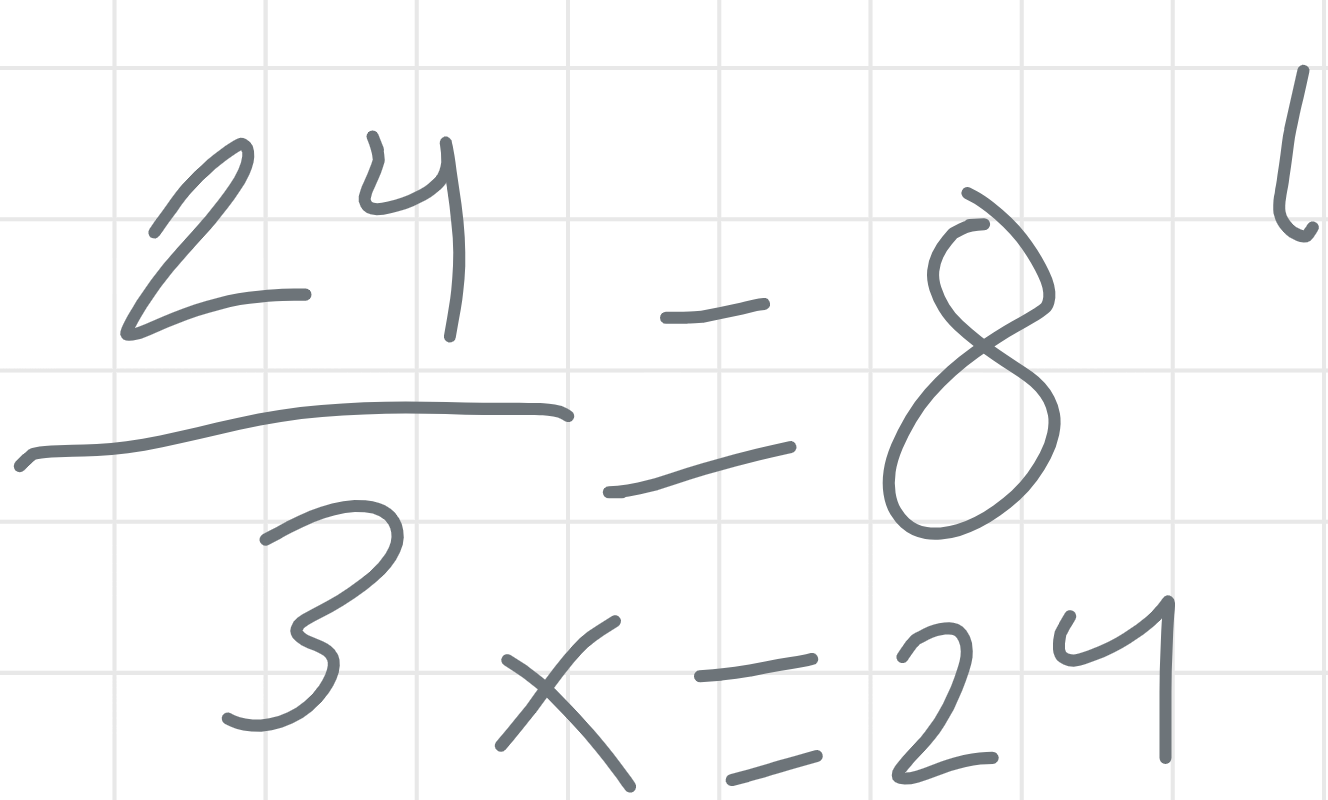 24/3 = 8
x = 24